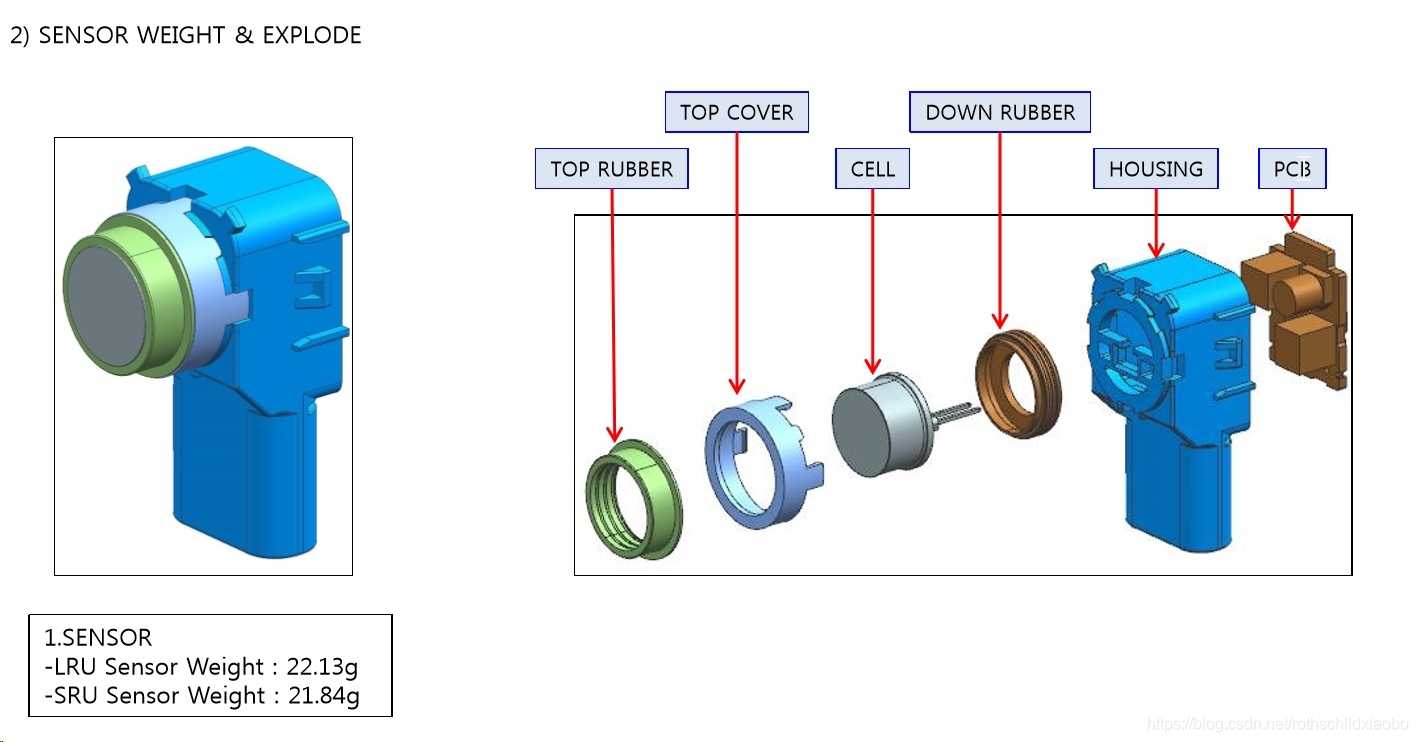 2) SENSOR WEIGHT & EXPLODE
TOP COVER
DOWN RUBBER
TOP RUBBER
CELL
HOUSING
PCB
1.SENSOR
-LRU Sensor Weight : 22.13g
-SRU Sensor Weight : 21.84g
https://blog.csdn.net/rothschildxiaobo